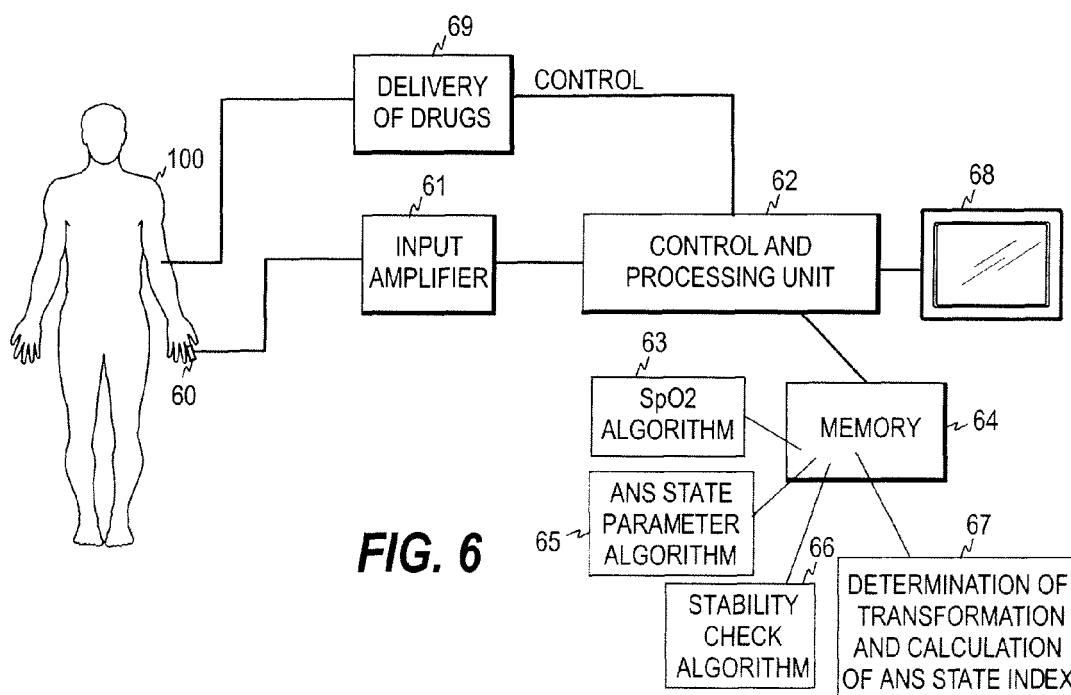 69
DELIVERY
OF DRUGS
CONTROL
100
61
INPUT
AMPLIFIER
62
CONTROL AND
PROCESSING UNIT
68
60
63
SpO2
ALGORITHM
MEMORY
64
ANS STATE
PARAMETER
ALGORITHM
65
FIG. 6
66
STABILITY
CHECK
ALGORITHM
67
DETERMINATION OF
TRANSFORMATION
AND CALCULATION
OF ANS STATE INDEX